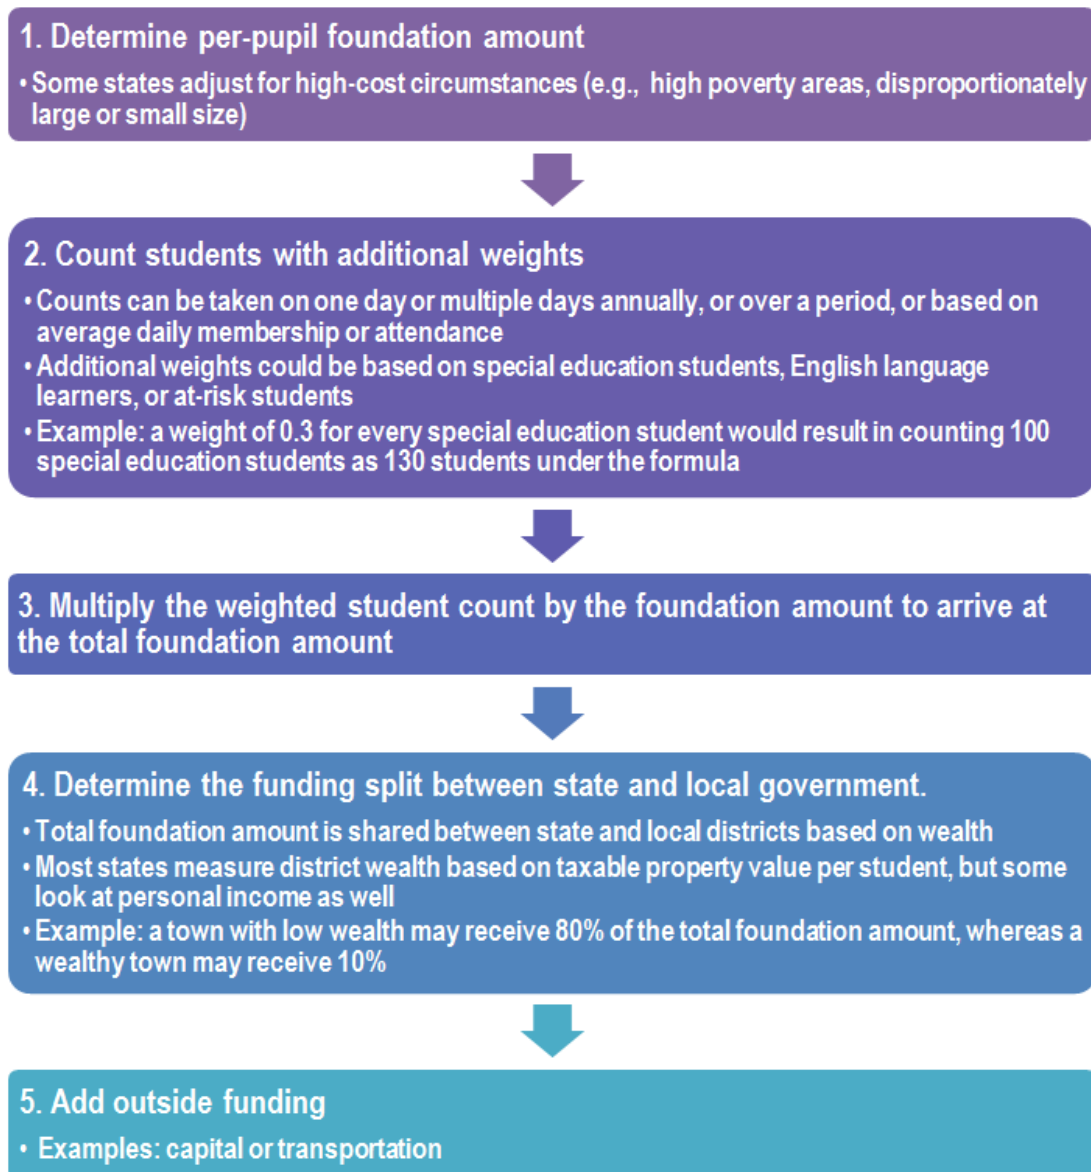 1. Determine per-pupil foundation amount
• Some states adjust for high-cost circumstances (e.g., high poverty areas, disproportionately
large or small size)
2. Count students with additional weights
• Counts can be taken on one day or multiple days annually, or over a period, or based on
average daily membership or attendance
• Additional weights could be based on special education students, English language
learners, or at-risk students
• Example: a weight of 0.3 for every special education student would result in counting 100
special education students as 130 students under the formula
3. Multiply the weighted student count by the foundation amount to arrive at
the total foundation amount
4. Determine the funding split between state and local government.
• Total foundation amount is shared between state and local districts based on wealth
• Most states measure district wealth based on taxable property value per student, but some
look at personal income as well
• Example: a town with low wealth may receive 80% of the total foundation amount, whereas a
wealthy town may receive 10%
5. Add outside funding
• Examples: capital or transportation